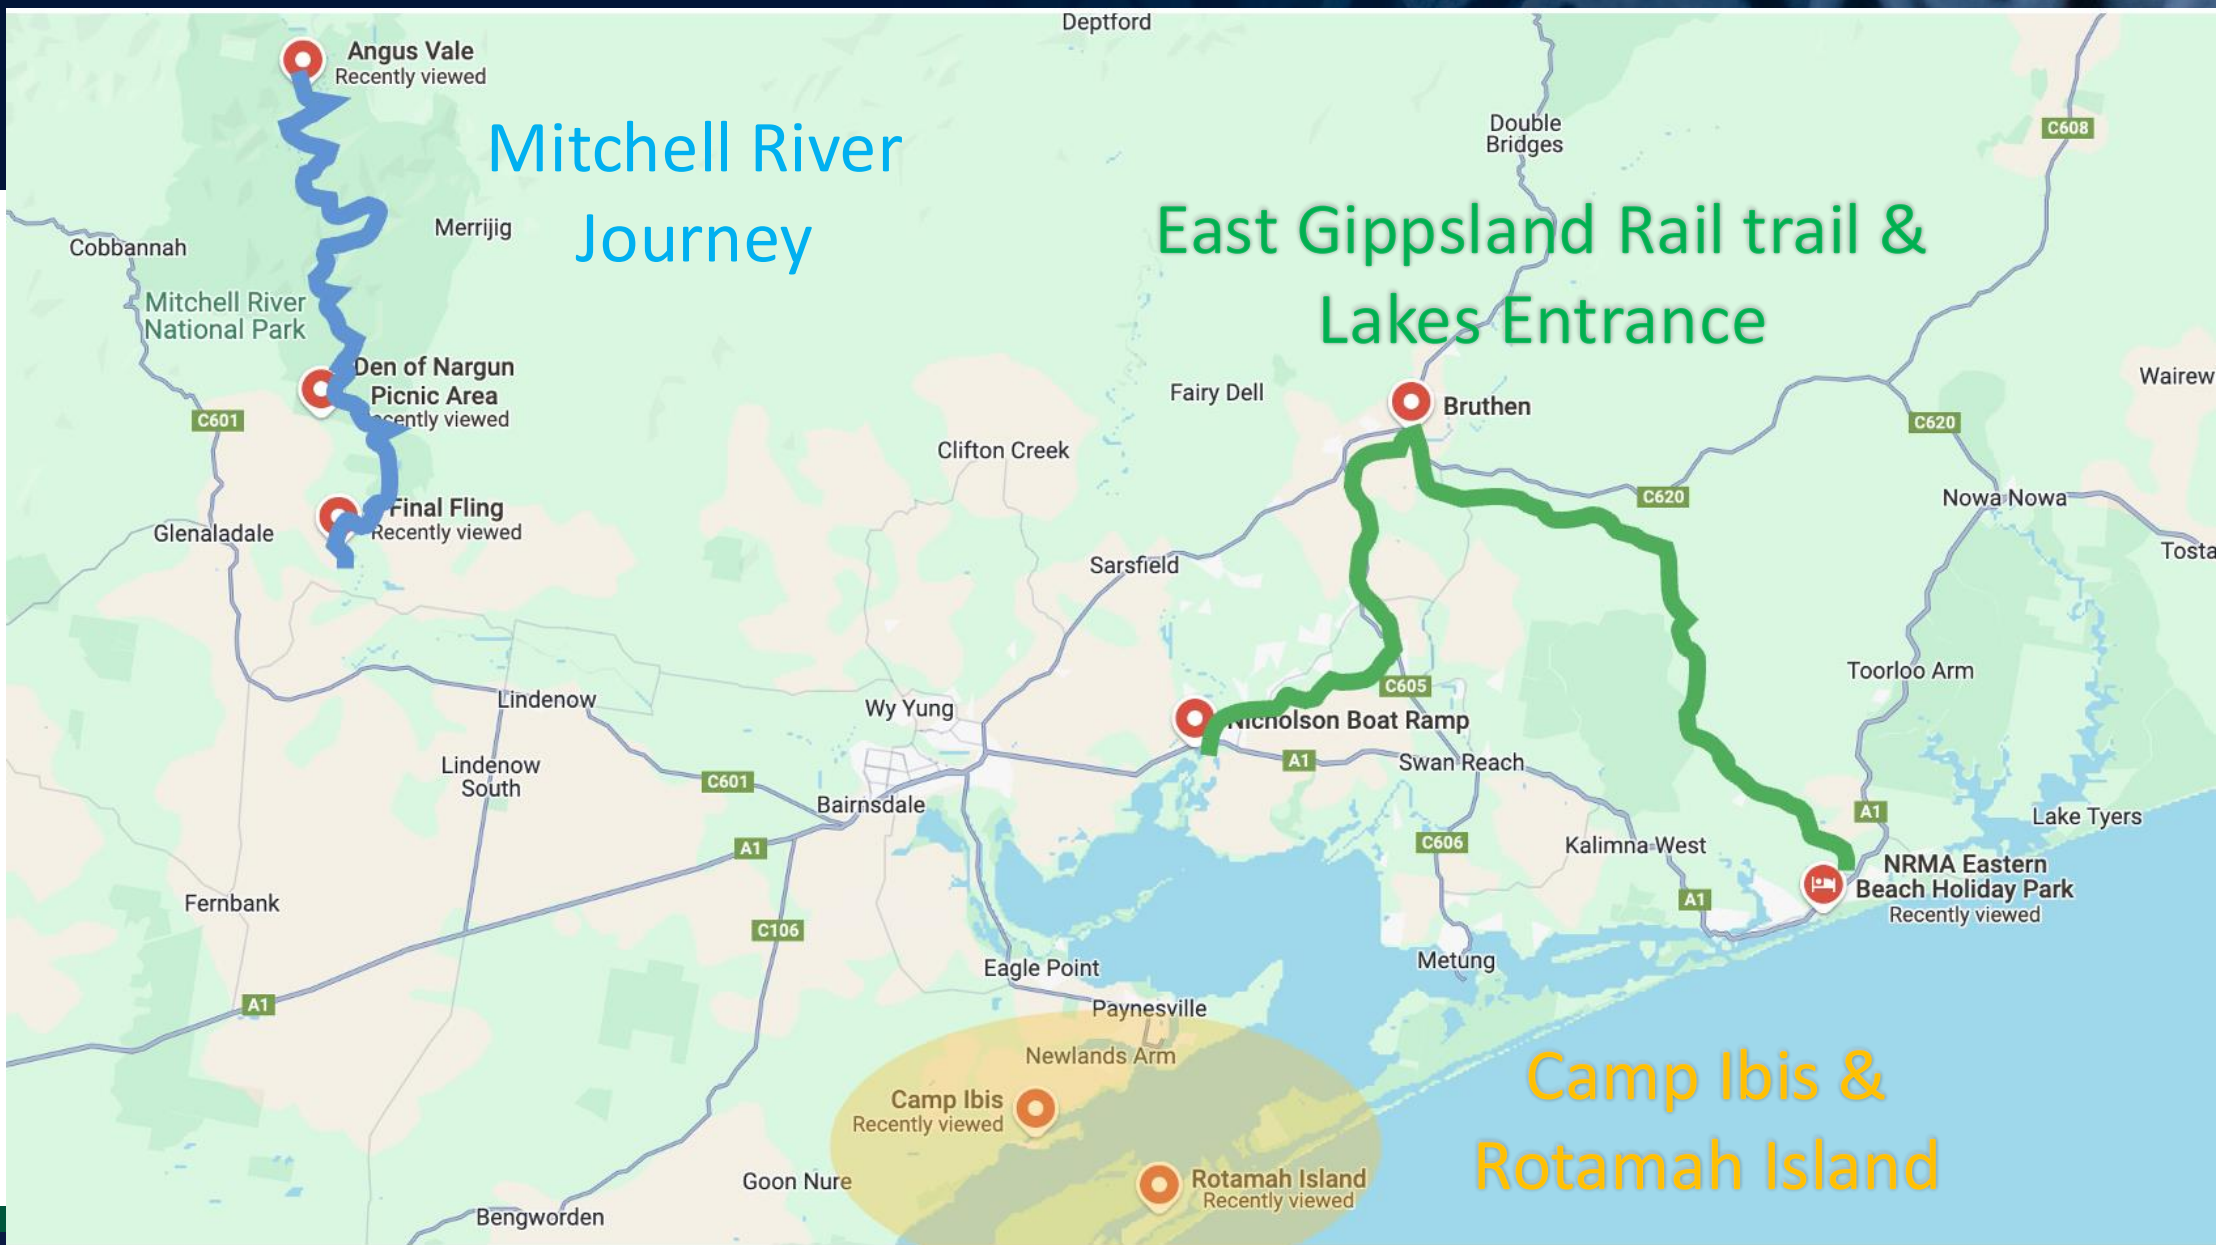 Deptford
Angus Vale
Recently viewed
Mitchell River
Journey
Double
Bridges
C608
East Gippsland Rail trail &
Lakes Entrance
Merrijig
Cobbannah
Mitchell River
National Park
Den of Nargun
Picnic Area
Recently viewed
C601
Fairy Dell
Bruthen
Wairew
C620
Clifton Creek
C620
Nowa Nowa
Final Fling
Recently viewed
Glenaladale
Sarsfield
Tosta
Toorloo Arm
C605
Lindenow
Wy Yung
Nicholson Boat Ramp
A1
Swan Reach
Lindenow
South
C601
Bairnsdale
A1
A1
Lake Tyers
C606
Kalimna West
NRMA Eastern
Beach Holiday Park
Recently viewed
A1
Fernbank
C106
Eagle Point
Metung
A1
Paynesville
Newlands Arm
Camp Ibis
Recently viewed
Camp Ibis &
Rotamah Island
Rotamah Island
Recently viewed
Goon Nure
Bengworden